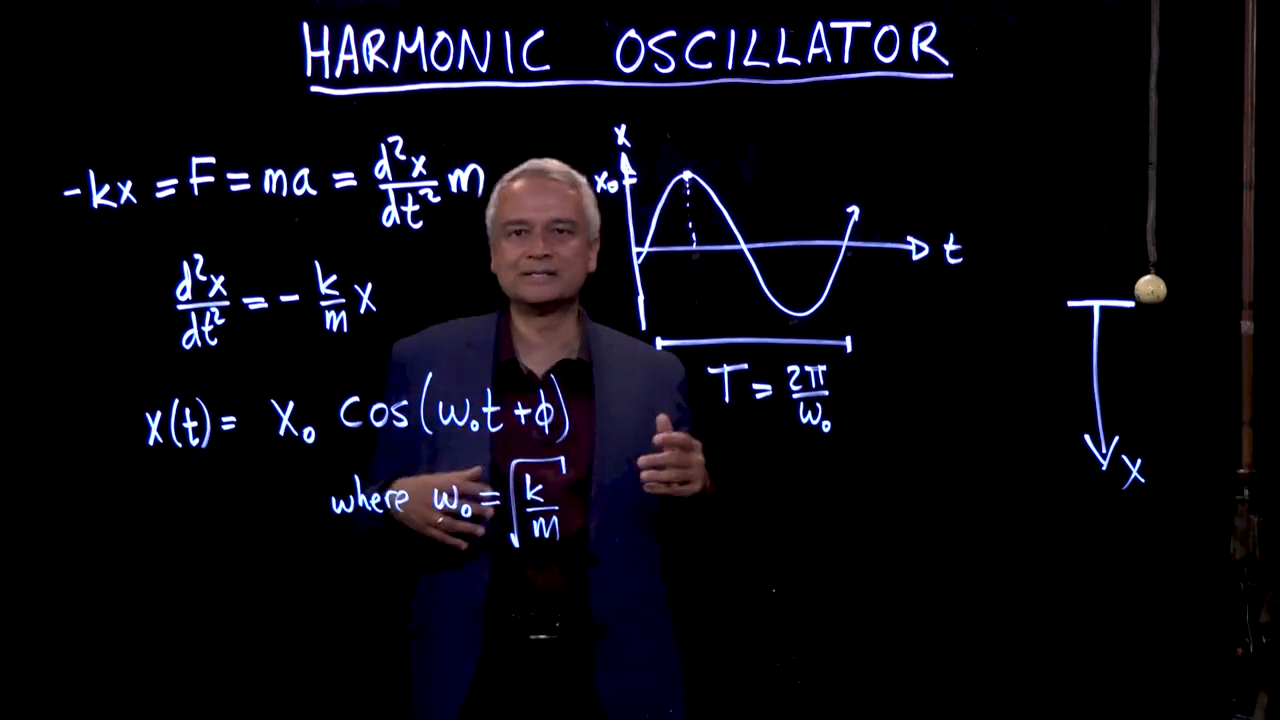 HARMONIC OSCILLATOR
-kx = F = ma = d²x/dt² m
d²x/dt² = - k/m x
x(t) = x₀ cos(ω₀t + ϕ)
where ω₀ = √(k/m)
x
x₀
t
T = 2π/ω₀
x